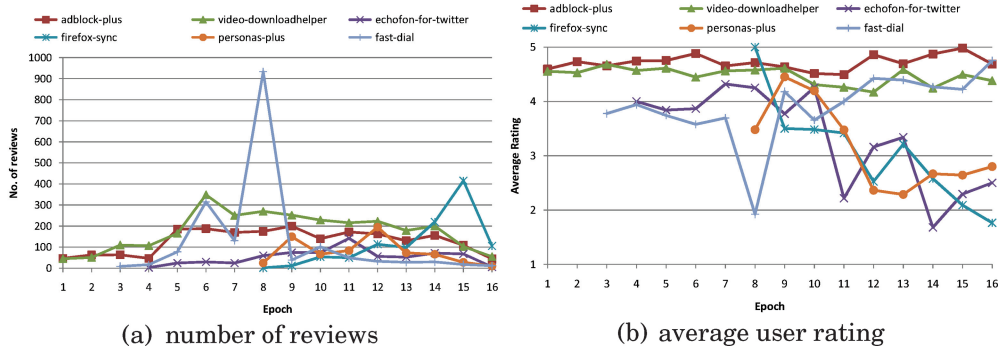 adblock-plus video-downloadhelper echofon-for-twitter
firefox-sync personas-plus fast-dial
1000
900
800
700
600
500
400
300
200
100
0
No. of reviews
1 2 3 4 5 6 7 8 9 10 11 12 13 14 15 16
Epoch
(a) number of reviews
adblock-plus video-downloadhelper echofon-for-twitter
firefox-sync personas-plus fast-dial
5
4
3
2
1
Average Rating
1 2 3 4 5 6 7 8 9 10 11 12 13 14 15 16
Epoch
(b) average user rating